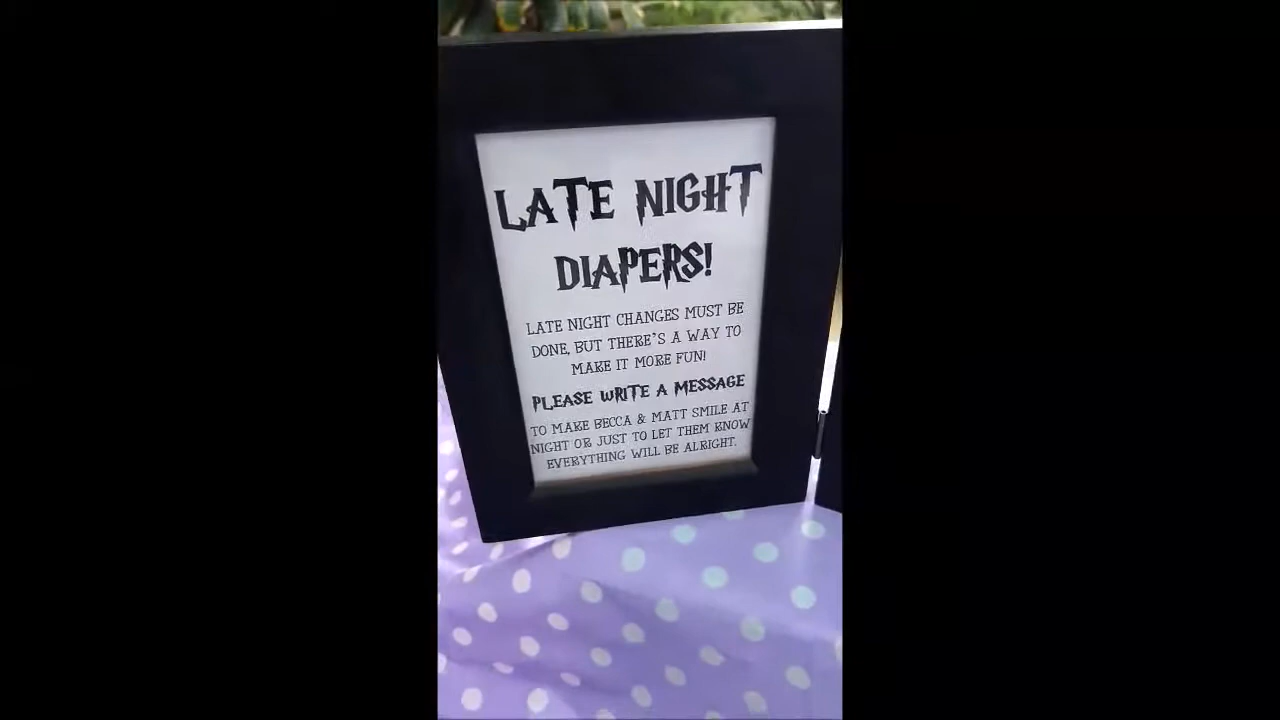 LATE NIGHT
DIAPERS!
LATE NIGHT CHANGES MUST BE
DONE, BUT THERE'S A WAY TO
MAKE IT MORE FUN!
PLEASE WRITE A MESSAGE
TO MAKE BECCA & MATT SMILE AT
NIGHT OR JUST TO LET THEM KNOW
EVERYTHING WILL BE ALRIGHT.